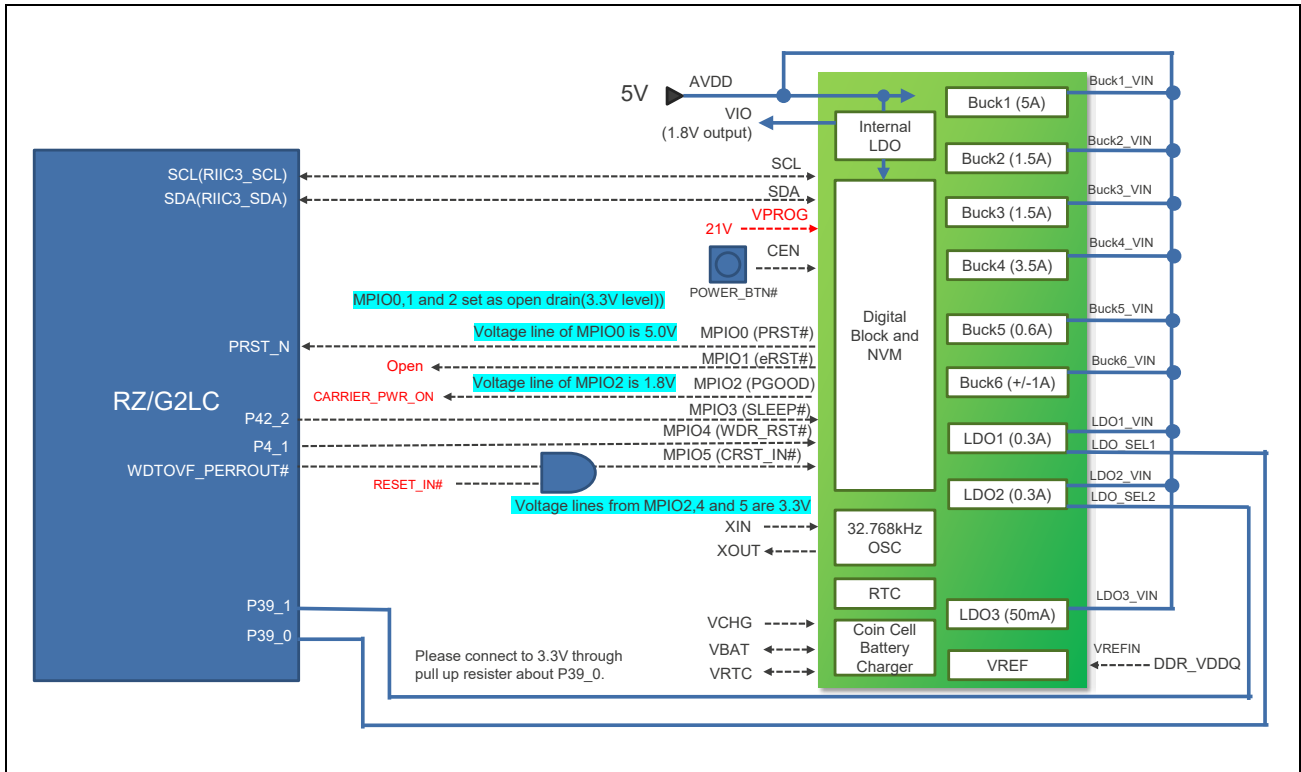 5V
AVDD
VIO
(1.8V output)
Internal
LDO
Buck1 (5A)
Buck1_VIN
Buck2 (1.5A)
Buck2_VIN
Buck3 (1.5A)
Buck3_VIN
Buck4 (3.5A)
Buck4_VIN
Buck5 (0.6A)
Buck5_VIN
Buck6 (+/-1A)
Buck6_VIN
LDO1 (0.3A)
LDO1_VIN
LDO_SEL1
LDO2 (0.3A)
LDO2_VIN
LDO_SEL2
LDO3 (50mA)
LDO3_VIN
VREF
VREFIN
DDR_VDDQ
SCL(RIIC3_SCL)
SCL
SDA(RIIC3_SDA)
SDA
VPROG
21V
CEN
POWER_BTN#
MPIO0,1 and 2 set as open drain(3.3V level))
Voltage line of MPIO0 is 5.0V
MPIO0 (PRST#)
PRST_N
MPIO1 (eRST#)
Open
Voltage line of MPIO2 is 1.8V
MPIO2 (PGOOD)
CARRIER_PWR_ON
RZ/G2LC
MPIO3 (SLEEP#)
P42_2
MPIO4 (WDR_RST#)
P4_1
MPIO5 (CRST_IN#)
WDTOVF_PERROUT#
RESET_IN#
Voltage lines from MPIO2,4 and 5 are 3.3V
Digital
Block and
NVM
XIN
XOUT
32.768kHz
OSC
RTC
P39_1
P39_0
Please connect to 3.3V through
pull up resister about P39_0.
VCHG
VBAT
VRTC
Coin Cell
Battery
Charger